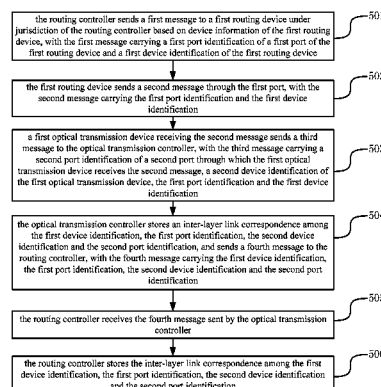 the routing controller sends a first message to a first routing device under
jurisdiction of the routing controller based on device information of the first routing
device, with the first message carrying a first port identification of a first port of the
first routing device and a first device identification of the first routing device
501
the first routing device sends a second message through the first port, with the
second message carrying the first port identification and the first device
identification
502
a first optical transmission device receiving the second message sends a third
message to the optical transmission controller, with the third message carrying a
second port identification of a second port through which the first optical
transmission device receives the second message, a second device identification of
the first optical transmission device, the first port identification and the first device
identification
503
the optical transmission controller stores an inter-layer link correspondence among
the first device identification, the first port identification, the second device
identification and the second port identification, and sends a fourth message to the
routing controller, with the fourth message carrying the first device identification,
the first port identification, the second device identification and the second port
identification
504
the routing controller receives the fourth message sent by the optical transmission
controller
505
the routing controller stores the inter-layer link correspondence among the first
device identification, the first port identification, the second device identification
and the second port identification
506